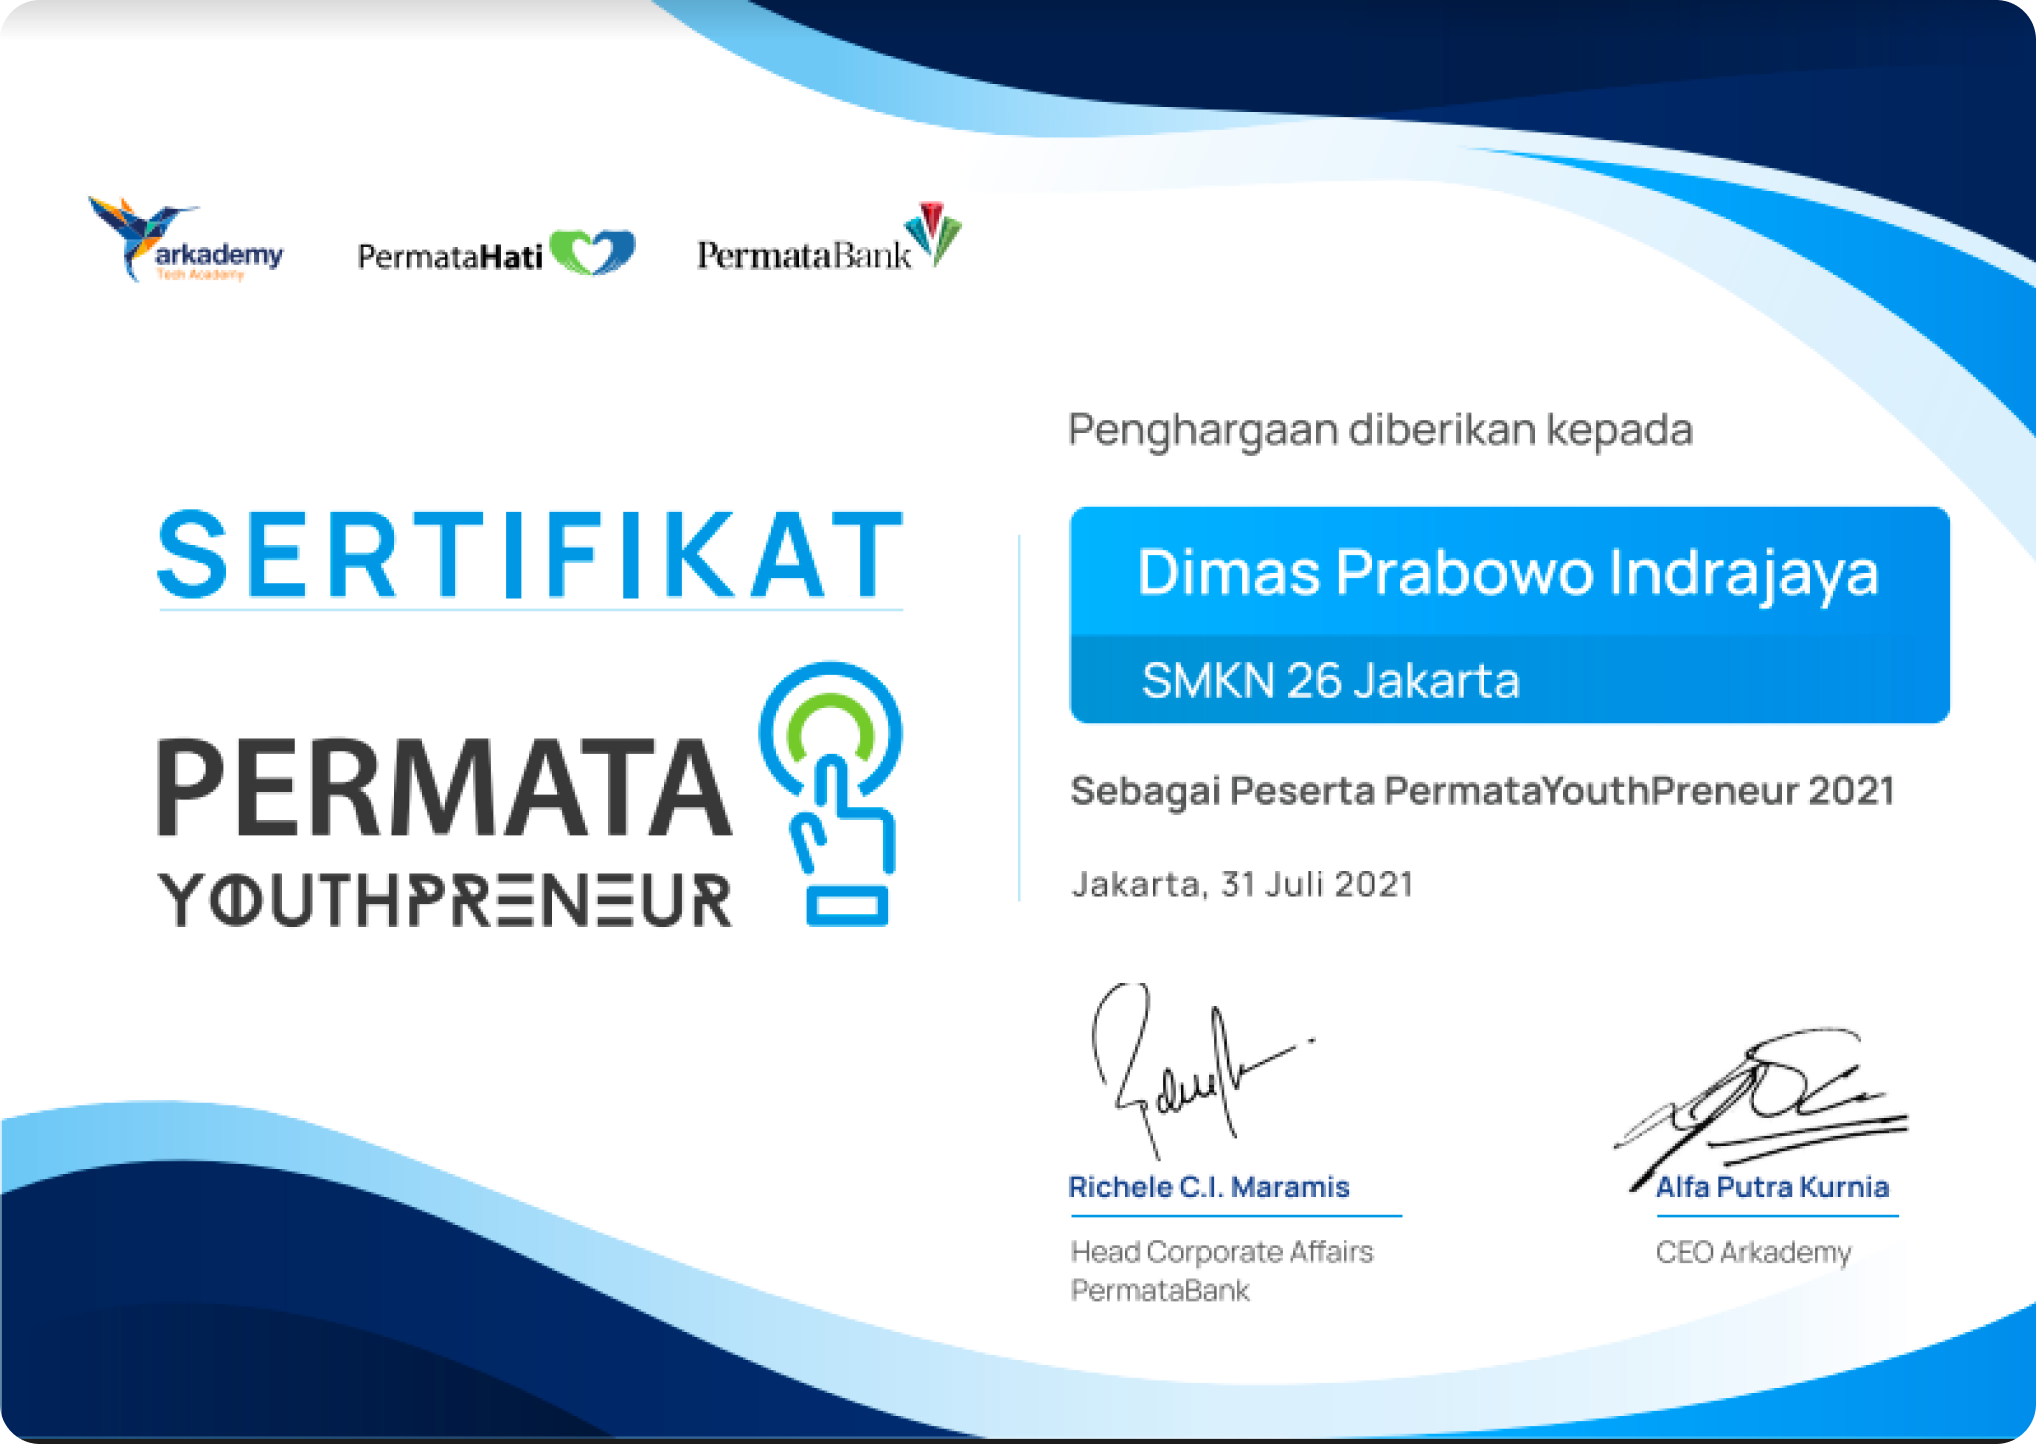 arkademy
Tech Academy
PermataHati
PermataBank
SERTIFIKAT
PERMATA
YOUTHPRENEUR
Penghargaan diberikan kepada
Dimas Prabowo Indrajaya
SMKN 26 Jakarta
Sebagai Peserta PermataYouthPreneur 2021
Jakarta, 31 Juli 2021
Richele C.I. Maramis
Head Corporate Affairs
PermataBank
Alfa Putra Kurnia
CEO Arkademy